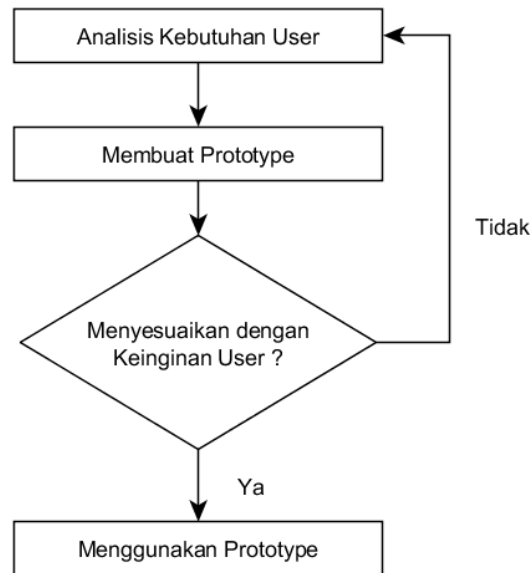 Analisis Kebutuhan User
Membuat Prototype
Tidak
Menyesuaikan dengan
Keinginan User ?
Ya
Menggunakan Prototype